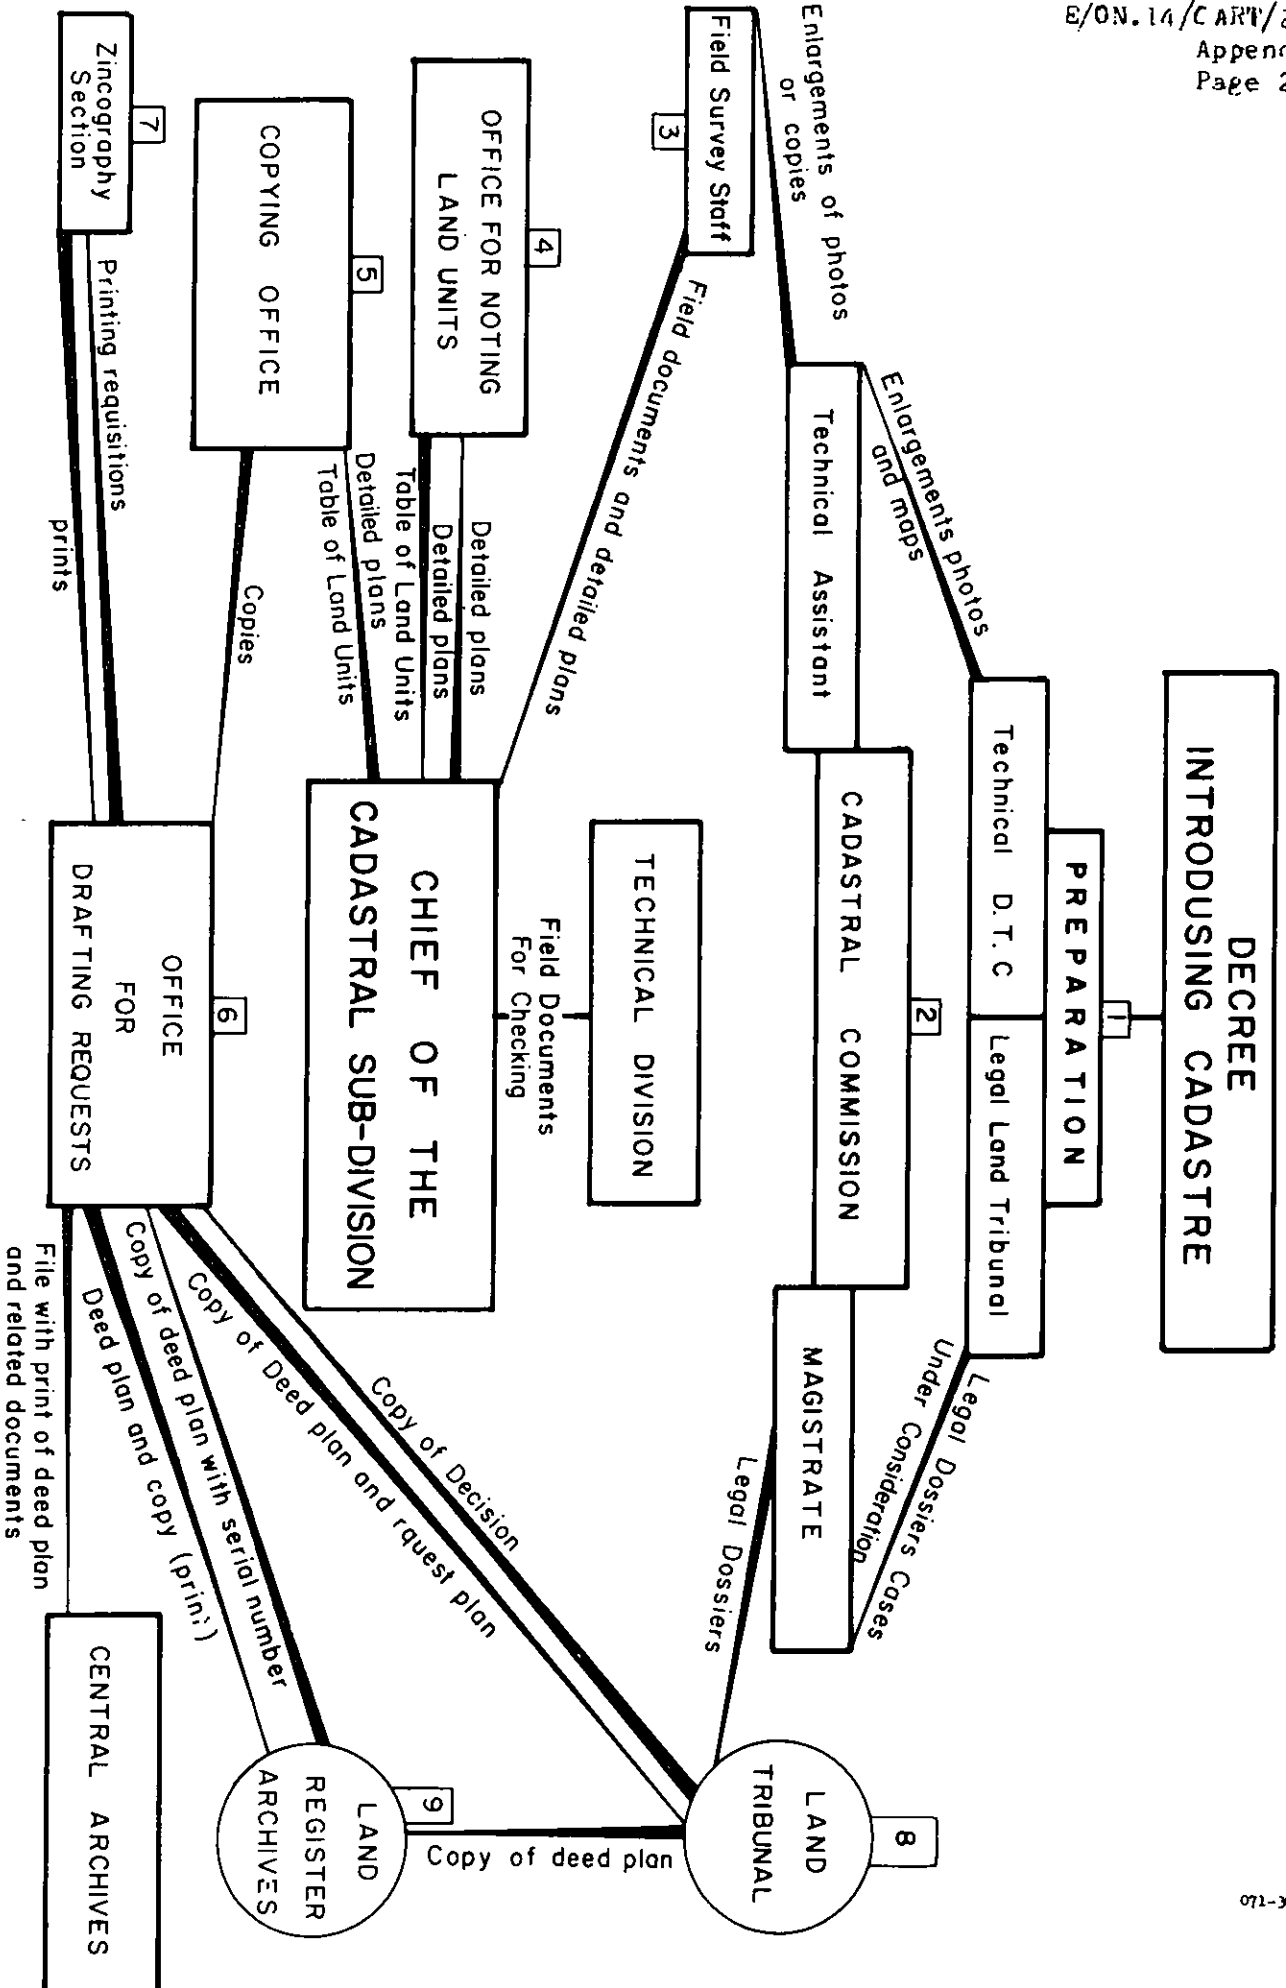 E/ON.14/CART/
Page 2
DECREE
INTRODUSING CADASTRE
1
PREPARATION
Technical D.T.C
Legal Land Tribunal
Enlargements photos
and maps
Legal Dossiers Cases
Under Consideration
2
CADASTRAL COMMISSION
Technical Assistant
MAGISTRATE
Enlargements of photos
or copies
Legal Dossiers
Field Survey Staff
3
8
LAND
TRIBUNAL
Field documents and detailed plans
TECHNICAL DIVISION
Field Documents
For Checking
4
OFFICE FOR NOTING
LAND UNITS
Detailed plans
Detailed plans
Table of Land Units
CHIEF OF THE
CADASTRAL SUB-DIVISION
Copy of deed plan
Copy of Decision
Copy of Deed plan and rquest plan
5
COPYING OFFICE
Detailed plans
Table of Land Units
Copies
9
LAND
REGISTER
ARCHIVES
Copy of deed plan with serial number
Deed plan and copy (print)
6
OFFICE
FOR
DRAFTING REQUESTS
7
Zincography
Section
Printing requisitions
prints
File with print of deed plan
and related documents
CENTRAL ARCHIVES